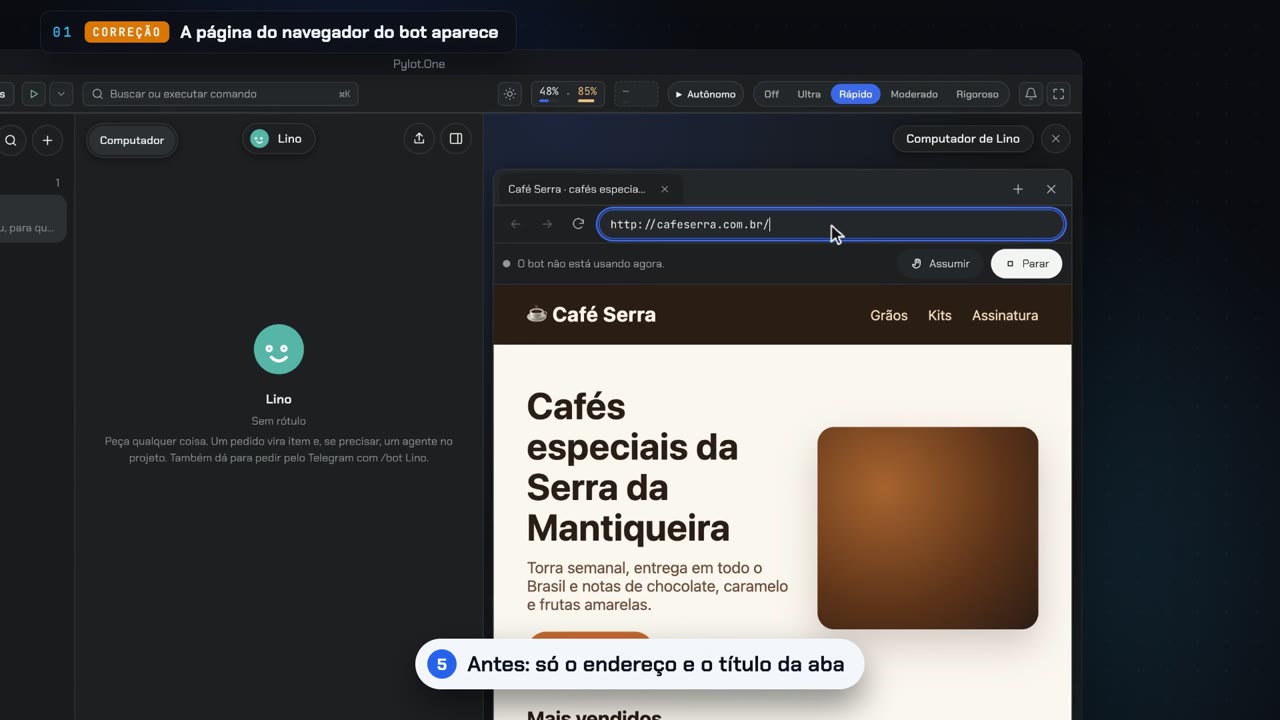 01 CORREÇÃO A página do navegador do bot aparece
Pylot.One
s
Buscar ou executar comando ⌘K
48% · 85%
—
Autônomo
Off Ultra Rápido Moderado Rigoroso
Computador
Lino
Computador de Lino
1
u, para qu...
Café Serra · cafés especia...
http://cafeserra.com.br/
O bot não está usando agora.
Assumir
Parar
Café Serra
Grãos Kits Assinatura
Lino
Sem rótulo
Peça qualquer coisa. Um pedido vira item e, se precisar, um agente no
projeto. Também dá para pedir pelo Telegram com /bot Lino.
Cafés
especiais da
Serra da
Mantiqueira
Torra semanal, entrega em todo o
Brasil e notas de chocolate, caramelo
e frutas amarelas.
5 Antes: só o endereço e o título da aba
Mais vendidos